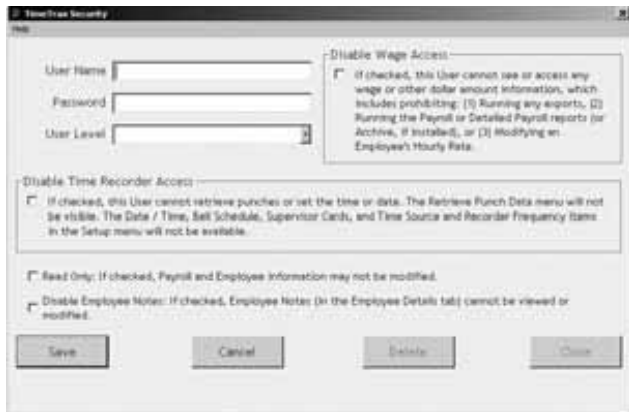 TimeTrax Security
Help
User Name
Password
User Level
Disable Wage Access
If checked, this User cannot see or access any
wage or other dollar amount information, which
includes prohibiting: (1) Running any exports, (2)
Running the Payroll or Detailed Payroll reports (or
Archive, if installed), or (3) Modifying an
Employee's Hourly Rate.
Disable Time Recorder Access
If checked, this User cannot retrieve punches or set the time or date. The Retrieve Punch Data menu will not
be visible. The Date / Time, Bell Schedule, Supervisor Cards, and Time Source and Recorder Frequency items
in the Setup menu will not be available.
Read Only: If checked, Payroll and Employee Information may not be modified.
Disable Employee Notes: If checked, Employee Notes (in the Employee Details tab) cannot be viewed or
modified.
Save
Cancel
Delete
Close